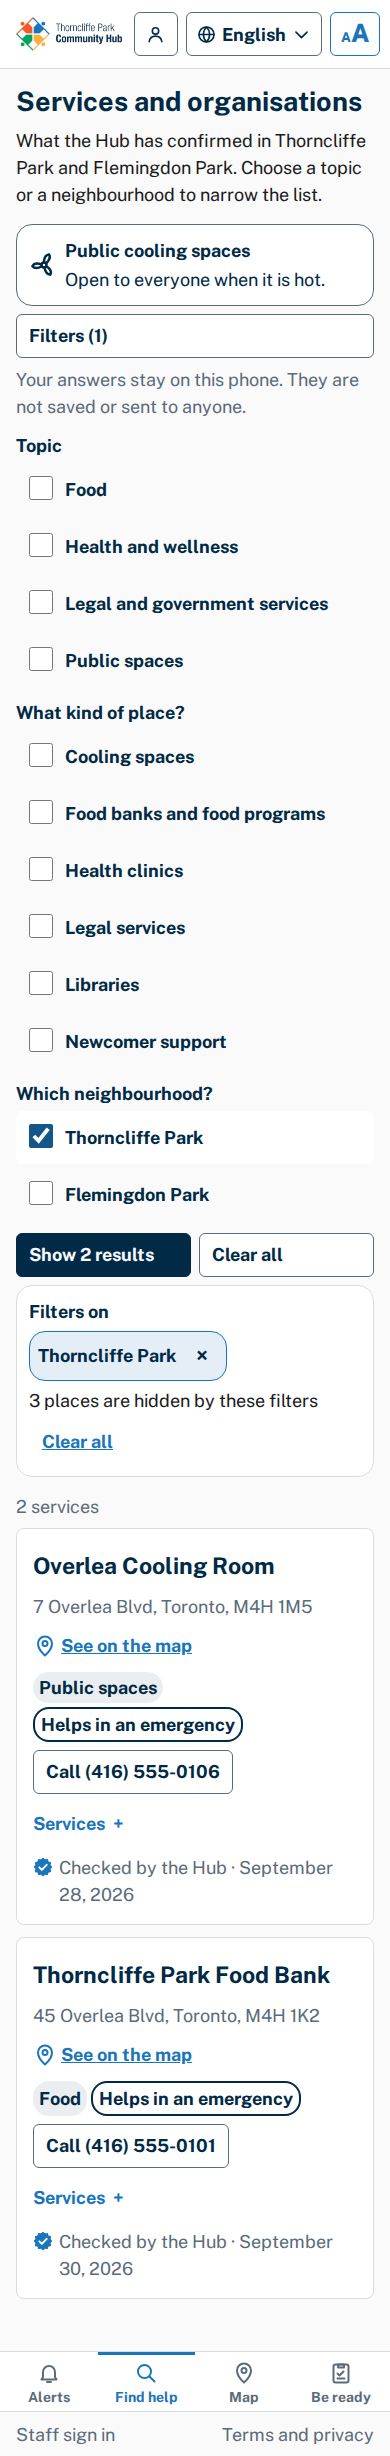 Thorncliffe Park
Community Hub
English
AA
Services and organisations
What the Hub has confirmed in Thorncliffe
Park and Flemingdon Park. Choose a topic
or a neighbourhood to narrow the list.
Public cooling spaces
Open to everyone when it is hot.
Filters (1)
Your answers stay on this phone. They are
not saved or sent to anyone.
Topic
Food
Health and wellness
Legal and government services
Public spaces
What kind of place?
Cooling spaces
Food banks and food programs
Health clinics
Legal services
Libraries
Newcomer support
Which neighbourhood?
Thorncliffe Park
Flemingdon Park
Show 2 results
Clear all
Filters on
Thorncliffe Park ×
3 places are hidden by these filters
Clear all
2 services
Overlea Cooling Room
7 Overlea Blvd, Toronto, M4H 1M5
See on the map
Public spaces
Helps in an emergency
Call (416) 555-0106
Services +
Checked by the Hub · September
28, 2026
Thorncliffe Park Food Bank
45 Overlea Blvd, Toronto, M4H 1K2
See on the map
Food Helps in an emergency
Call (416) 555-0101
Services +
Checked by the Hub · September
30, 2026
Alerts Find help Map Be ready
Staff sign in Terms and privacy